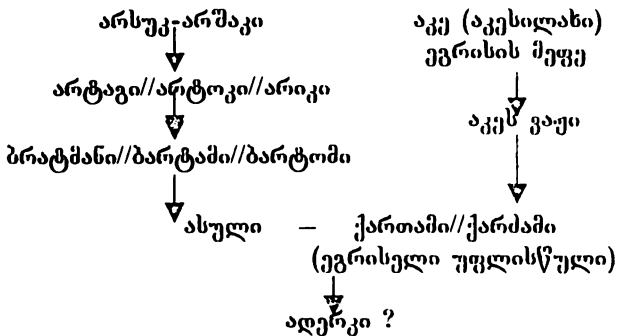 არსუკ-არშაკი
აკე (აკესილახი)
ეგრისის მეფე
არტაგი//არტოკი//არიკი
აკეს ვაჟი
ბრატმანი//ბარტამი//ბარტომი
ასული – ქართამი//ქარძამი
(ეგრისელი უფლისწული)
ადერკი ?